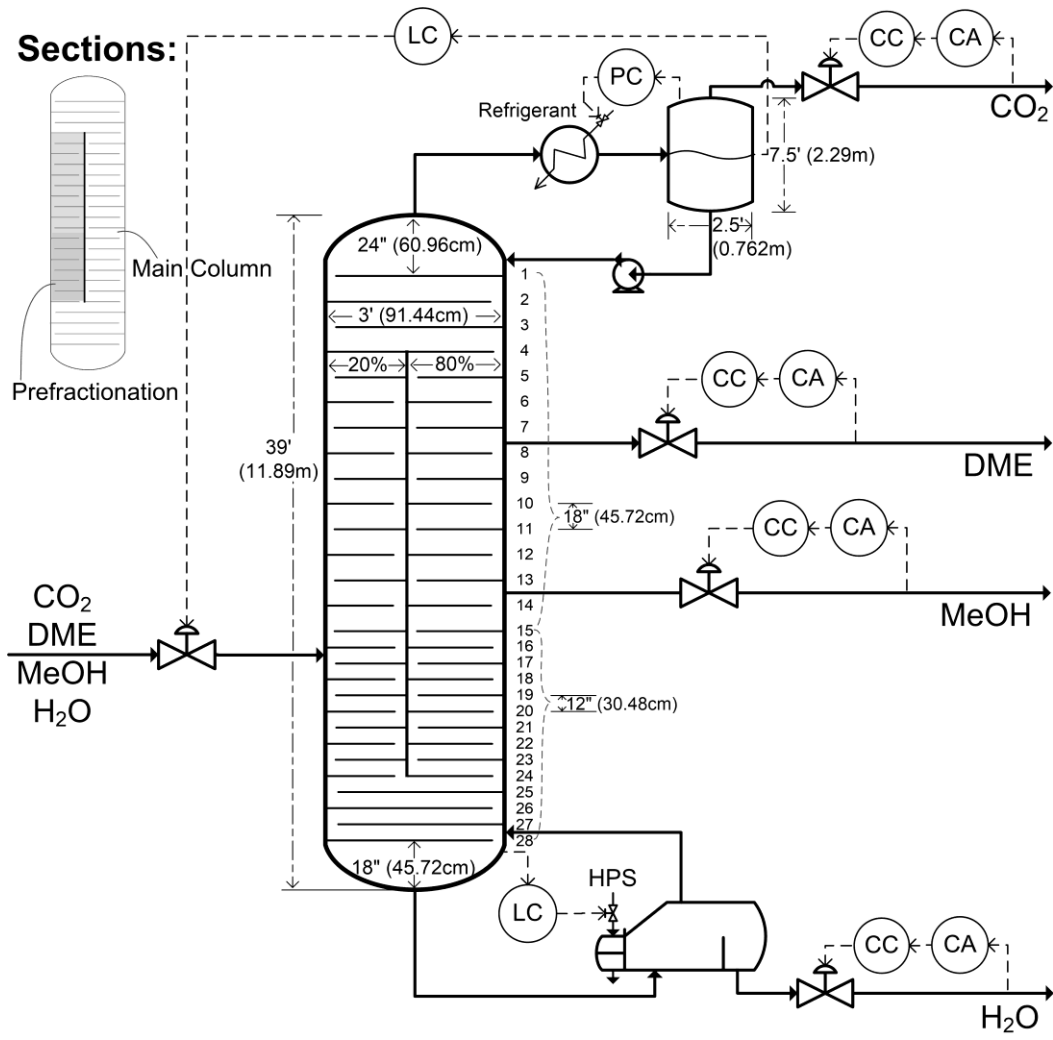 Sections:
Main Column
Prefractionation
LC
PC
Refrigerant
CC
CA
CO₂
7.5' (2.29m)
2.5'
(0.762m)
24" (60.96cm)
3' (91.44cm)
20%
80%
39'
(11.89m)
1
2
3
4
5
6
7
8
9
10
11
12
13
14
15
16
17
18
19
20
21
22
23
24
25
26
27
28
18" (45.72cm)
12" (30.48cm)
CC
CA
DME
CC
CA
MeOH
CO₂
DME
MeOH
H₂O
18" (45.72cm)
LC
HPS
CC
CA
H₂O